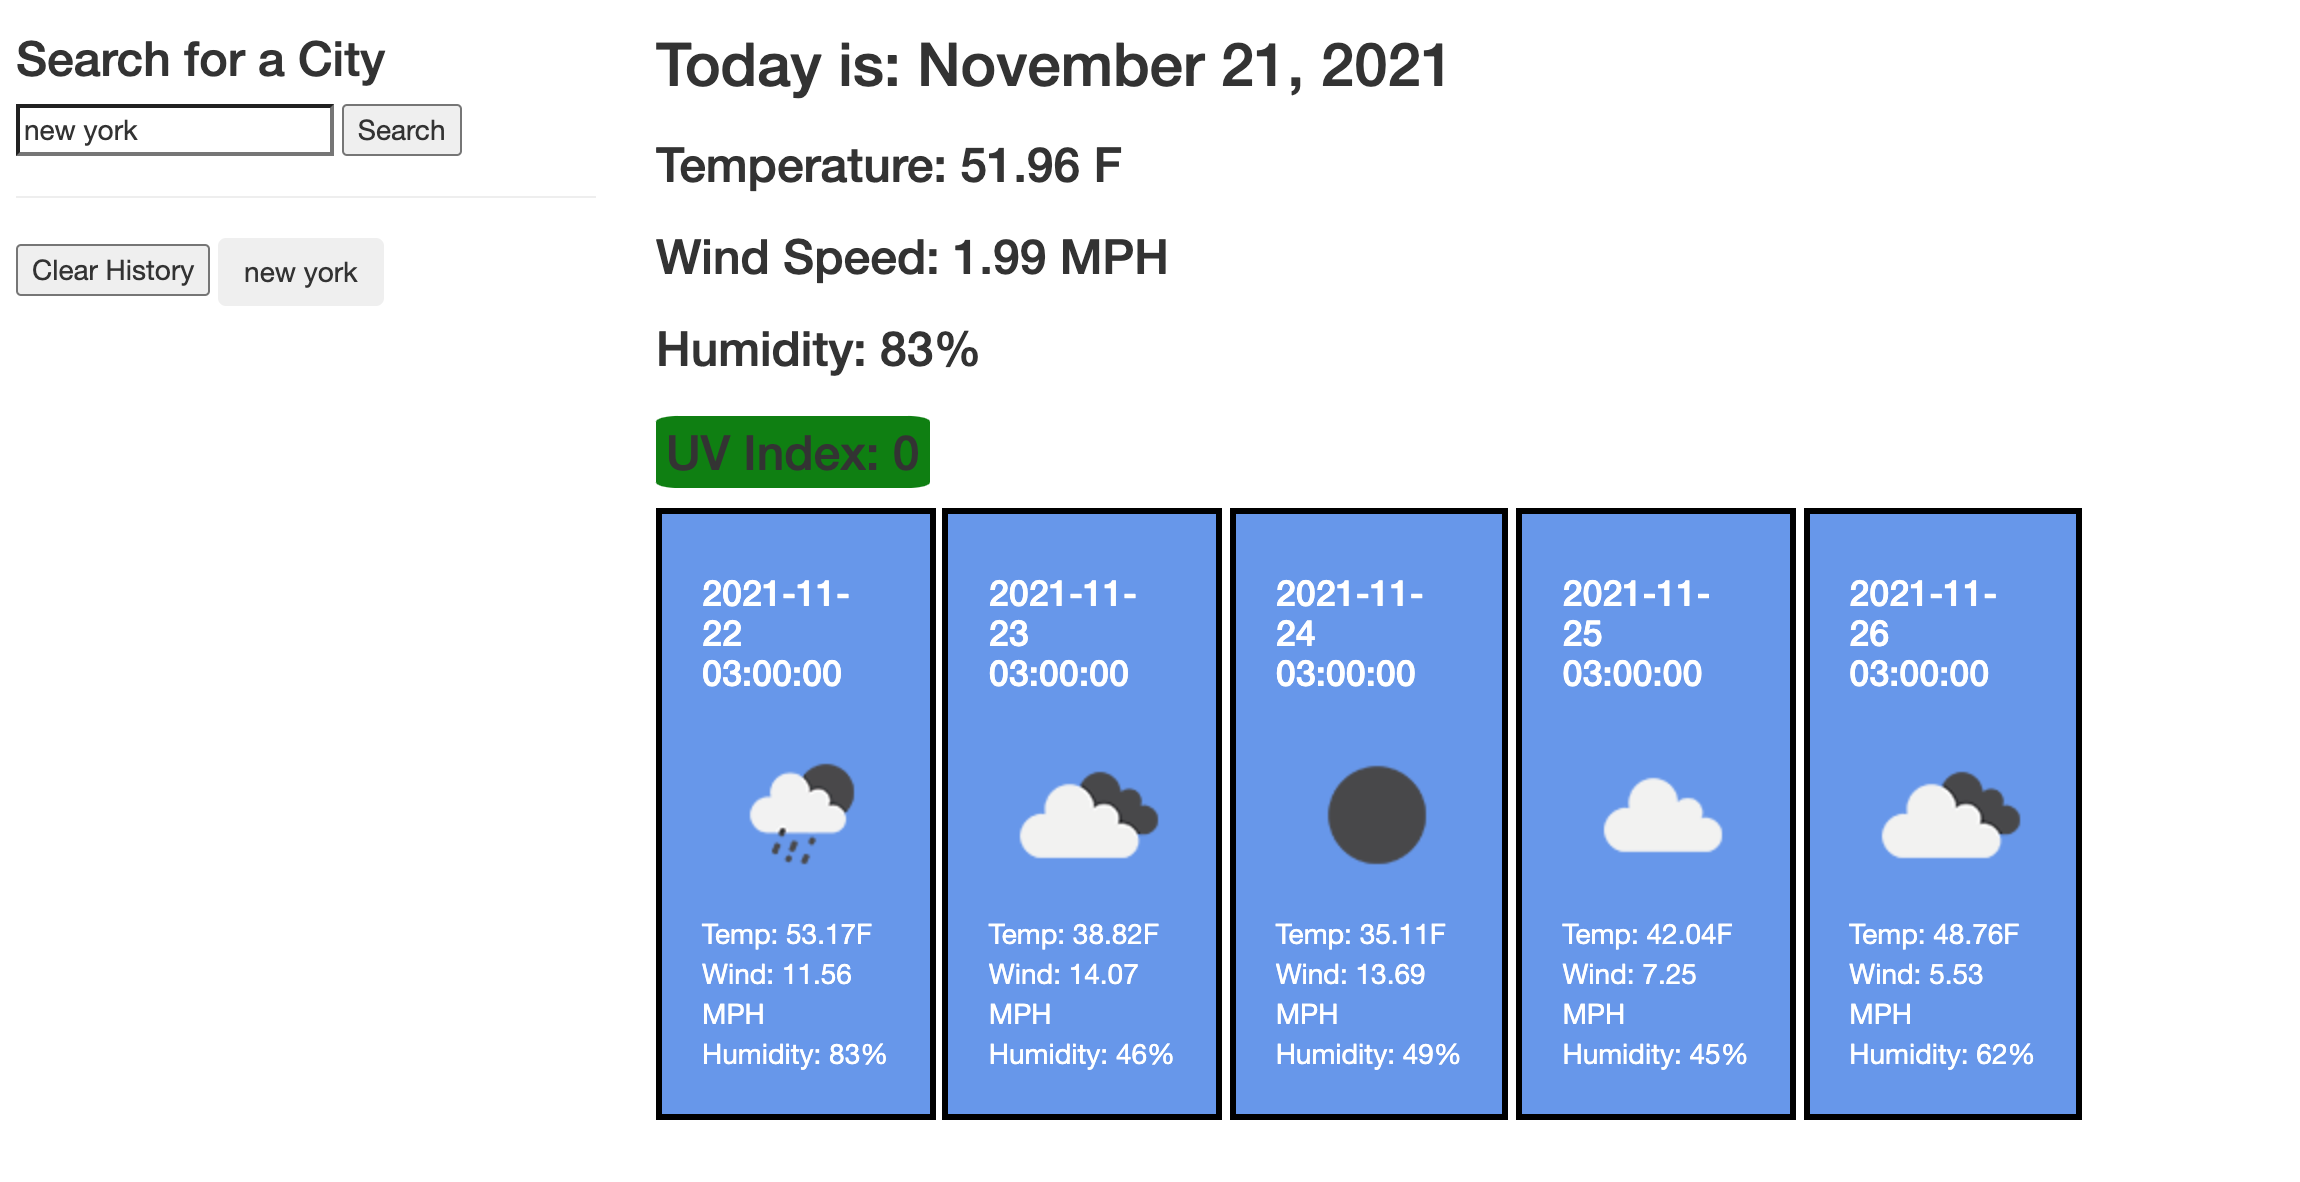 Search for a City
new york
Search
Clear History
new york
Today is: November 21, 2021
Temperature: 51.96 F
Wind Speed: 1.99 MPH
Humidity: 83%
UV Index: 0
2021-11-
22
03:00:00
Temp: 53.17F
Wind: 11.56
MPH
Humidity: 83%
2021-11-
23
03:00:00
Temp: 38.82F
Wind: 14.07
MPH
Humidity: 46%
2021-11-
24
03:00:00
Temp: 35.11F
Wind: 13.69
MPH
Humidity: 49%
2021-11-
25
03:00:00
Temp: 42.04F
Wind: 7.25
MPH
Humidity: 45%
2021-11-
26
03:00:00
Temp: 48.76F
Wind: 5.53
MPH
Humidity: 62%